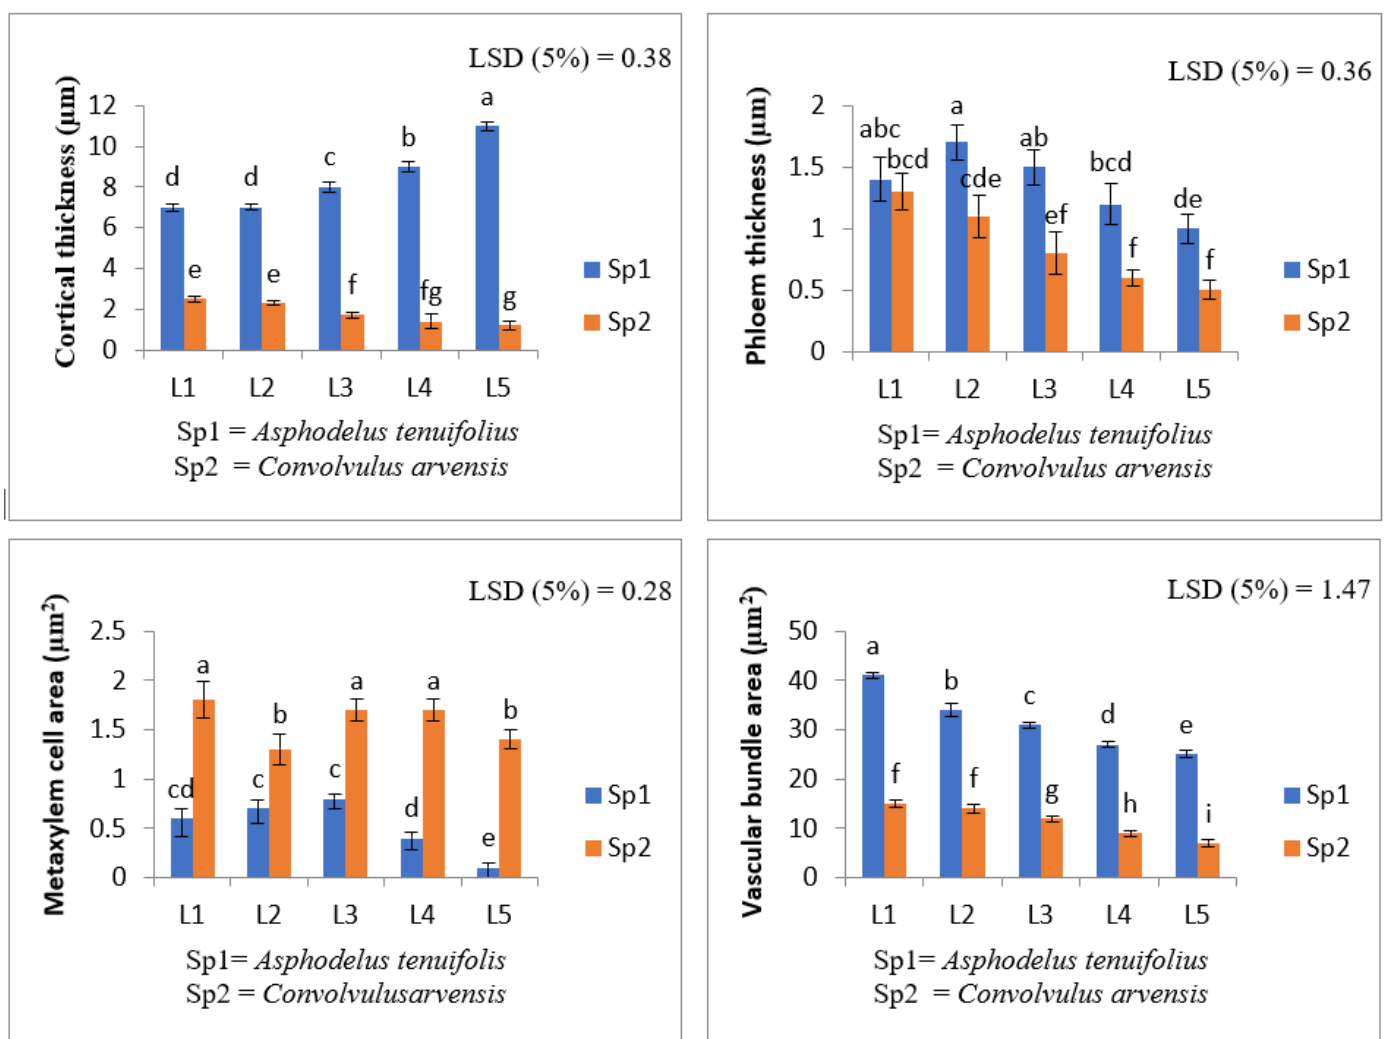 LSD (5%) = 0.38
Cortical thickness (µm)
12
10
8
6
4
2
0
d
d
c
b
a
e
e
f
fg
g
L1 L2 L3 L4 L5
Sp1
Sp2
Sp1 = Asphodelus tenuifolius
Sp2 = Convolvulus arvensis
LSD (5%) = 0.36
Phloem thickness (µm)
2
1.5
1
0.5
0
abc
bcd
a
cde
ab
ef
bcd
f
de
f
L1 L2 L3 L4 L5
Sp1
Sp2
Sp1= Asphodelus tenuifolius
Sp2 = Convolvulus arvensis
LSD (5%) = 0.28
Metaxylem cell area (µm²)
2.5
2
1.5
1
0.5
0
cd
a
c
b
c
a
d
a
e
b
L1 L2 L3 L4 L5
Sp1
Sp2
Sp1= Asphodelus tenuifolis
Sp2 = Convolvulusarvensis
LSD (5%) = 1.47
Vascular bundle area (µm²)
50
40
30
20
10
0
a
f
b
f
c
g
d
h
e
i
L1 L2 L3 L4 L5
Sp1
Sp2
Sp1= Asphodelus tenuifolius
Sp2 = Convolvulus arvensis